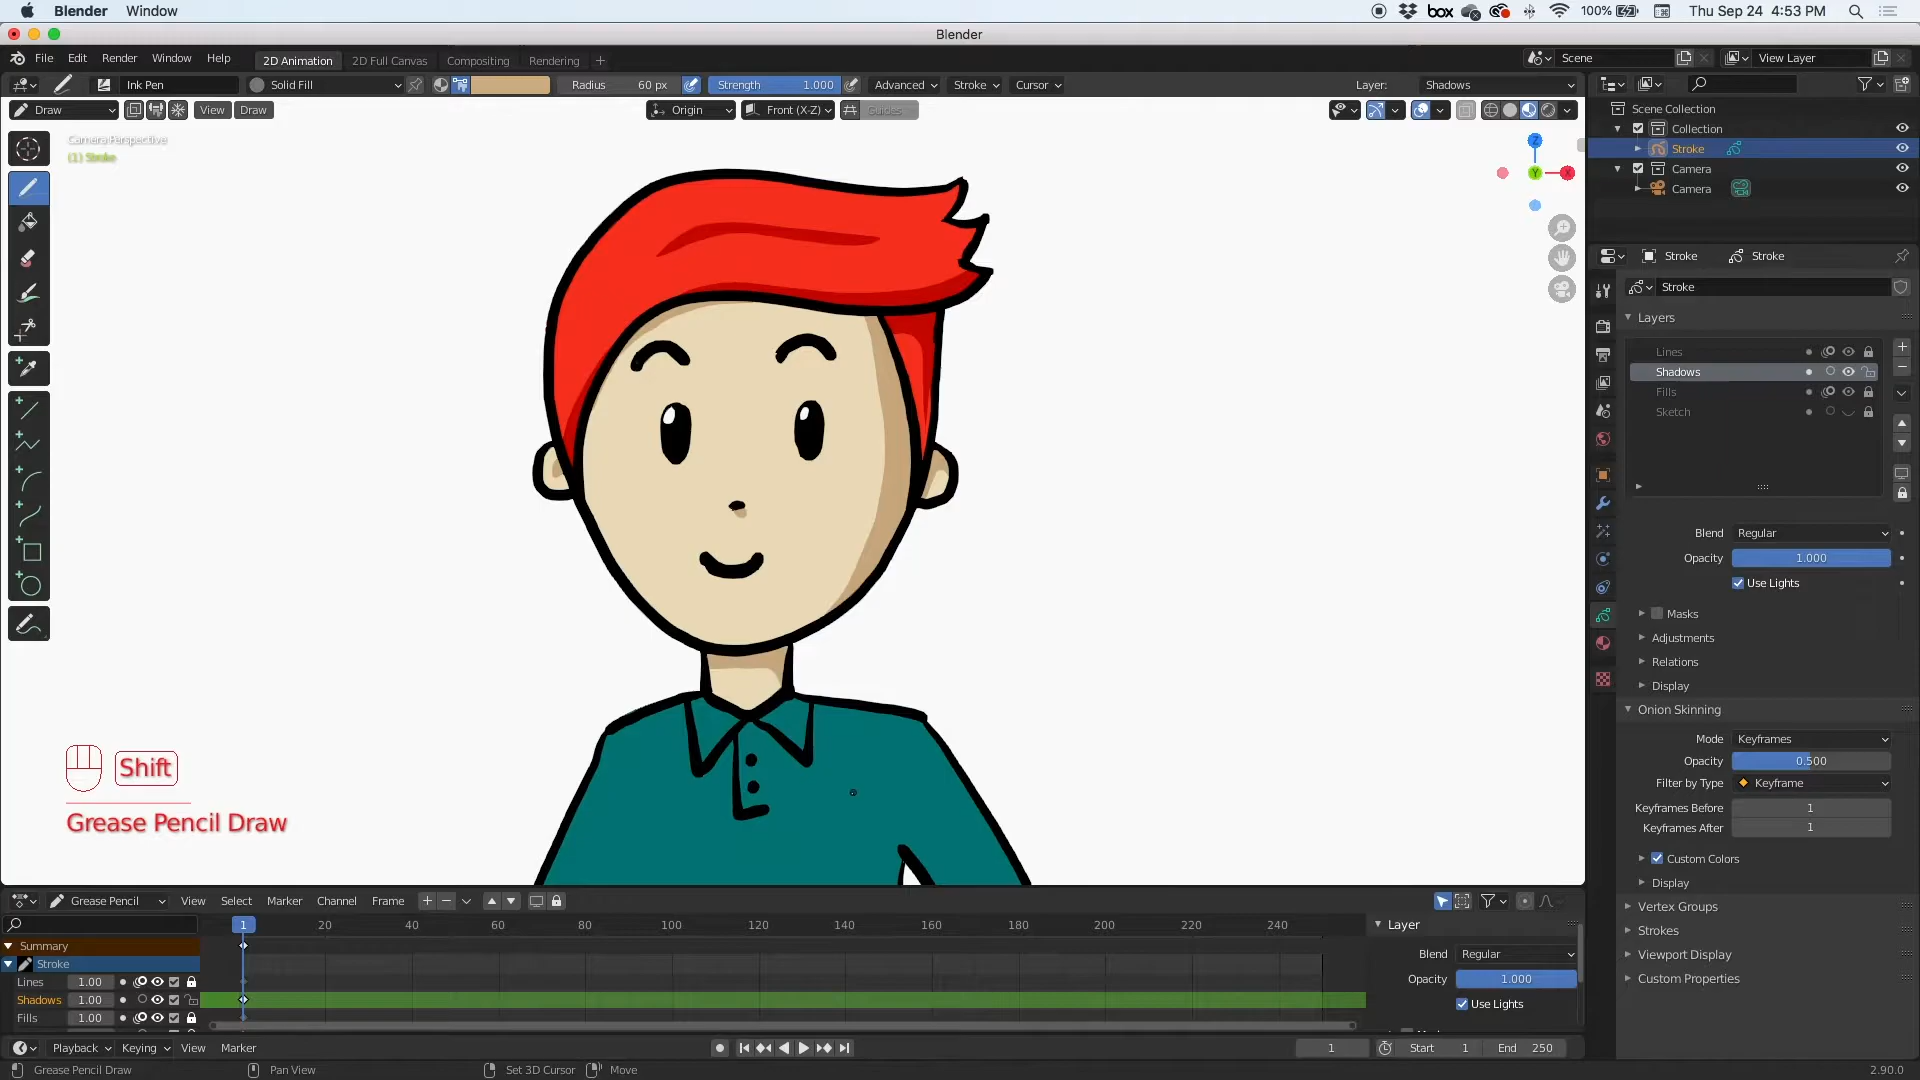 Blender Window box 100% Thu Sep 24 4:53 PM
Blender
File Edit Render Window Help 2D Animation 2D Full Canvas Compositing Rendering + Scene View Layer
Ink Pen Solid Fill Radius 60 px Strength 1.000 Advanced Stroke Cursor Layer: Shadows
Draw View Draw Origin Front (X-Z) Guides
Camera Perspective
(1) Stroke
Z
Y X
Scene Collection
Collection
Stroke
Camera
Camera
Stroke Stroke
Stroke
Layers
Lines
Shadows
Fills
Sketch
Blend Regular
Opacity 1.000
Use Lights
Masks
Adjustments
Relations
Display
Onion Skinning
Mode Keyframes
Opacity 0.500
Filter by Type Keyframe
Keyframes Before 1
Keyframes After 1
Custom Colors
Display
Vertex Groups
Strokes
Viewport Display
Custom Properties
Shift
Grease Pencil Draw
Grease Pencil View Select Marker Channel Frame
1 20 40 60 80 100 120 140 160 180 200 220 240
Summary
Stroke
Lines 1.00
Shadows 1.00
Fills 1.00
Layer
Blend Regular
Opacity 1.000
Use Lights
Playback Keying View Marker 1 Start 1 End 250
Grease Pencil Draw Pan View Set 3D Cursor Move 2.90.0